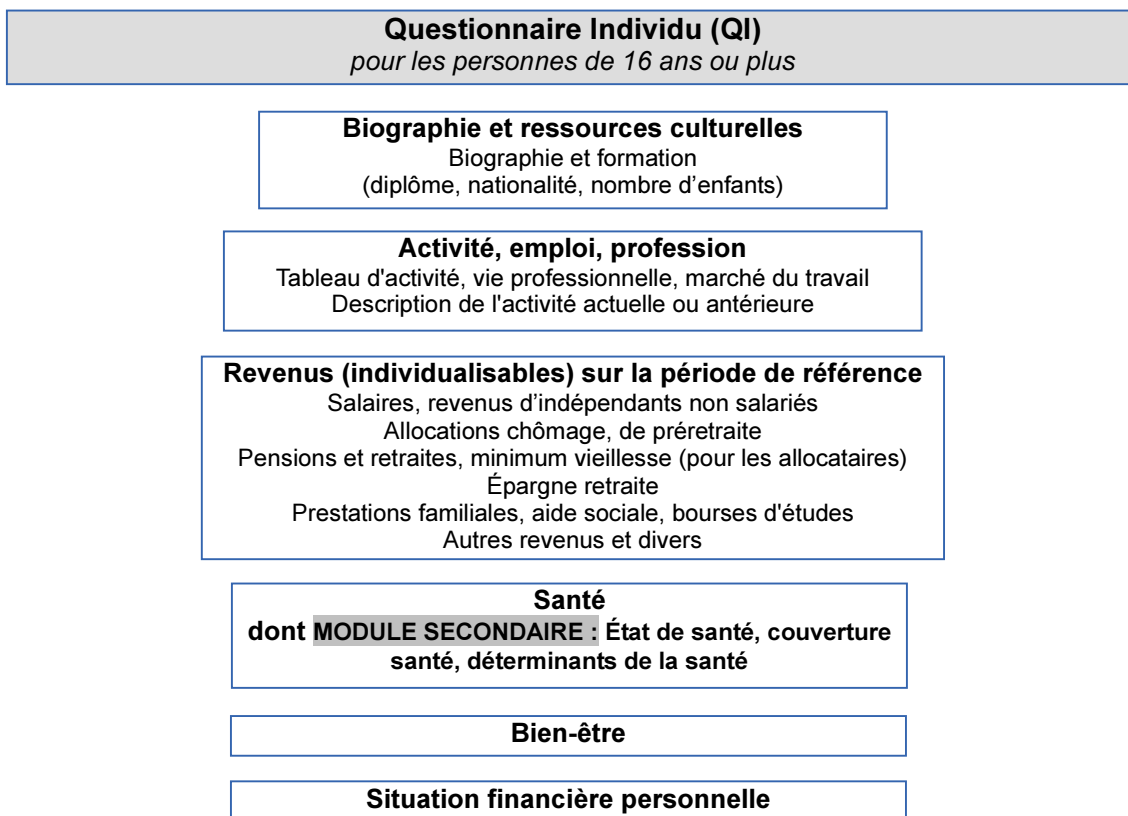 Questionnaire Individu (QI)
pour les personnes de 16 ans ou plus
Biographie et ressources culturelles
Biographie et formation
(diplôme, nationalité, nombre d’enfants)
Activité, emploi, profession
Tableau d'activité, vie professionnelle, marché du travail
Description de l'activité actuelle ou antérieure
Revenus (individualisables) sur la période de référence
Salaires, revenus d’indépendants non salariés
Allocations chômage, de préretraite
Pensions et retraites, minimum vieillesse (pour les allocataires)
Épargne retraite
Prestations familiales, aide sociale, bourses d'études
Autres revenus et divers
Santé
dont MODULE SECONDAIRE : État de santé, couverture
santé, déterminants de la santé
Bien-être
Situation financière personnelle